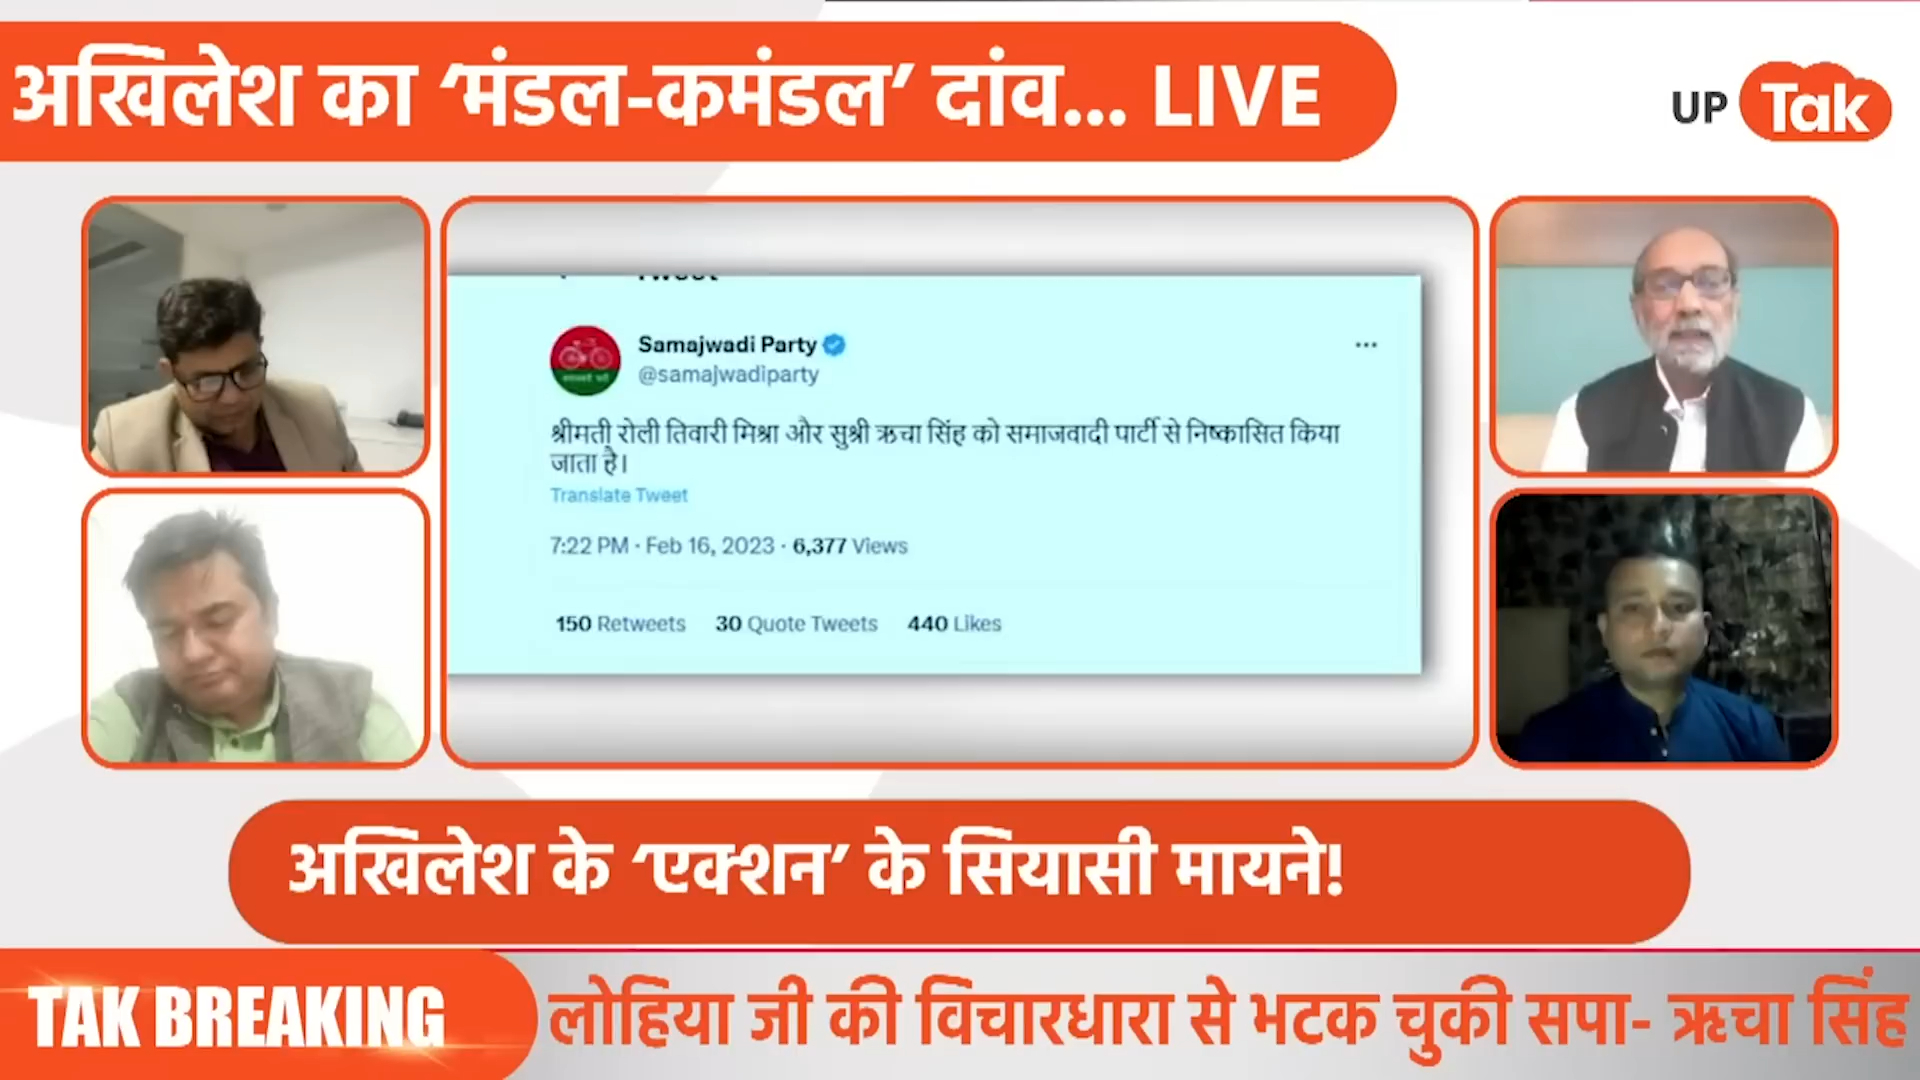 अखिलेश का ‘मंडल-कमंडल’ दांव... LIVE
UP Tak
Tweet
Samajwadi Party
@samajwadiparty
श्रीमती रोली तिवारी मिश्रा और सुश्री ऋचा सिंह को समाजवादी पार्टी से निष्कासित किया
जाता है।
Translate Tweet
7:22 PM · Feb 16, 2023 · 6,377 Views
150 Retweets 30 Quote Tweets 440 Likes
अखिलेश के ‘एक्शन’ के सियासी मायने!
TAK BREAKING
लोहिया जी की विचारधारा से भटक चुकी सपा- ऋचा सिंह